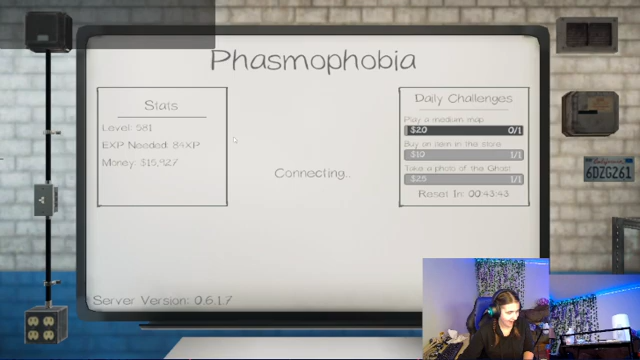 Phasmophobia
Stats
Level: 581
EXP Needed: 84XP
Money: $15,927
Connecting..
Daily Challenges
Play a medium map
$20 0/1
Buy an item in the store
$10 1/1
Take a photo of the Ghost
$25 1/1
Reset In: 00:43:43
Server Version: 0.6.1.7
California
6DZG261